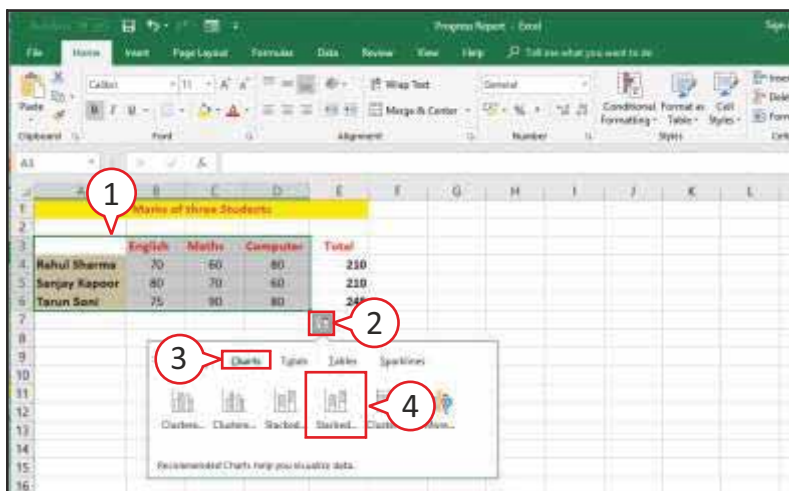 Progress Report - Excel
Sign
File Home Insert Page Layout Formulas Data Review View Help Tell me what you want to do
Calibri 11 A A Wrap Text General
Paste B I U A Merge & Center % Conditional Formatting Format as Table Cell Styles
Clipboard Font Alignment Number Styles
A3
A B C D E F G H I J K L
1 Marks of three Students
2
3 English Maths Computer Total
4 Rahul Sharma 70 60 80 210
5 Sanjay Kapoor 80 70 60 210
6 Tarun Soni 75 90 80
7
8
9
10
11
12
13
14
15
16
1
2
3
4
Charts Tables Sparklines
Clustere... Clustere... Stacked... Stacked...
Recommended Charts help you visualize data.